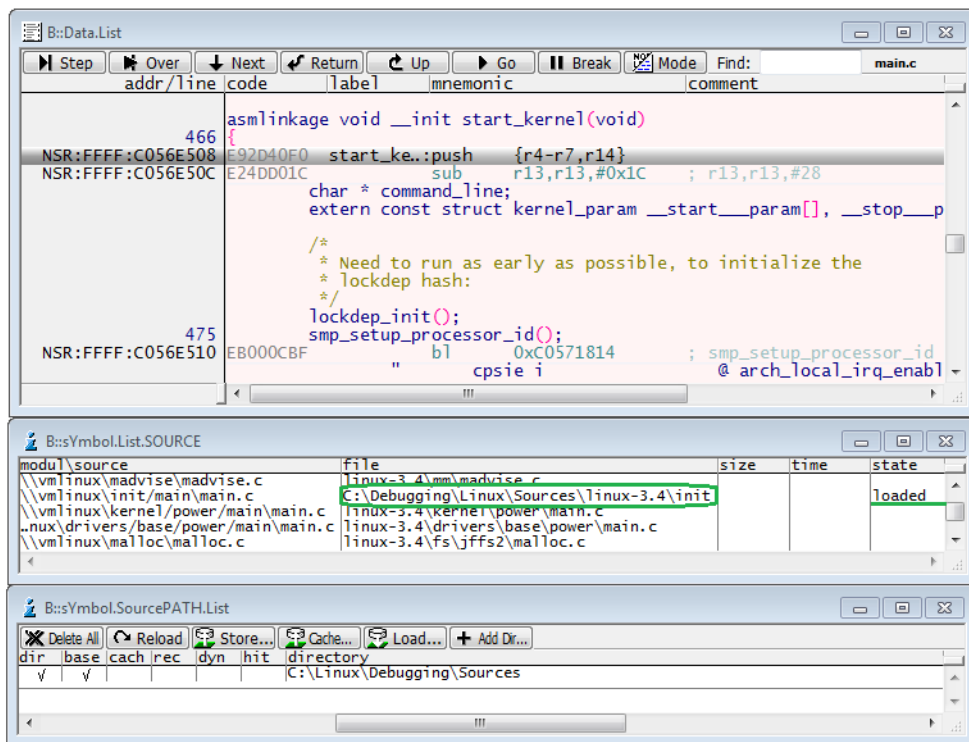 B::Data.List
Step Over Next Return Up Go Break Mode Find: main.c
addr/line code label mnemonic comment
asmlinkage void __init start_kernel(void)
466 {
NSR:FFFF:C056E508 E92D40F0 start_ke..:push {r4-r7,r14}
NSR:FFFF:C056E50C E24DD01C sub r13,r13,#0x1C ; r13,r13,#28
char * command_line;
extern const struct kernel_param __start___param[], __stop___p
/*
* Need to run as early as possible, to initialize the
* lockdep hash:
*/
lockdep_init();
475 smp_setup_processor_id();
NSR:FFFF:C056E510 EB000CBF bl 0xC0571814 ; smp_setup_processor_id
" cpsie i @ arch_local_irq_enabl
B::sYmbol.List.SOURCE
modul\source file size time state
\\vmlinux\madvise\madvise.c linux-3.4\mm\madvise.c
\\vmlinux\init/main\main.c C:\Debugging\Linux\Sources\linux-3.4\init loaded
\\vmlinux\kernel/power/main\main.c linux-3.4\kernel\power\main.c
..nux\drivers/base/power/main\main.c linux-3.4\drivers\base\power\main.c
\\vmlinux\malloc\malloc.c linux-3.4\fs\jffs2\malloc.c
B::sYmbol.SourcePATH.List
Delete All Reload Store... Cache... Load... Add Dir...
dir base cach rec dyn hit directory
√ √ C:\Linux\Debugging\Sources